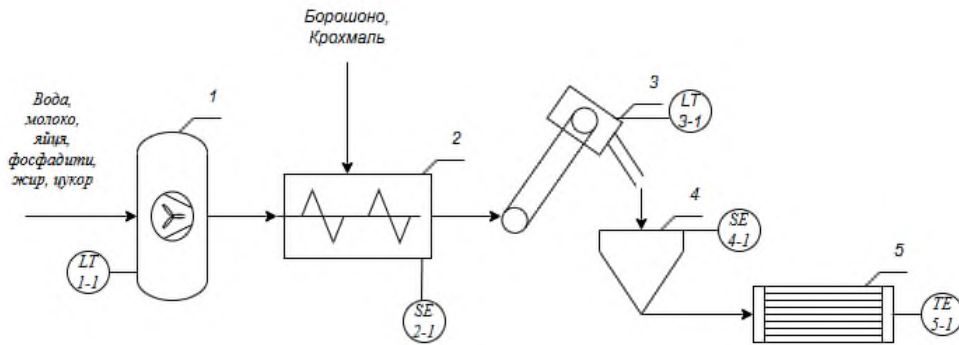 Борошоно,
Крохмаль
Вода,
молоко,
яйця,
фосфадити,
жир, цукор
1
2
3
LT
3-1
4
SE
4-1
5
LT
1-1
SE
2-1
TE
5-1